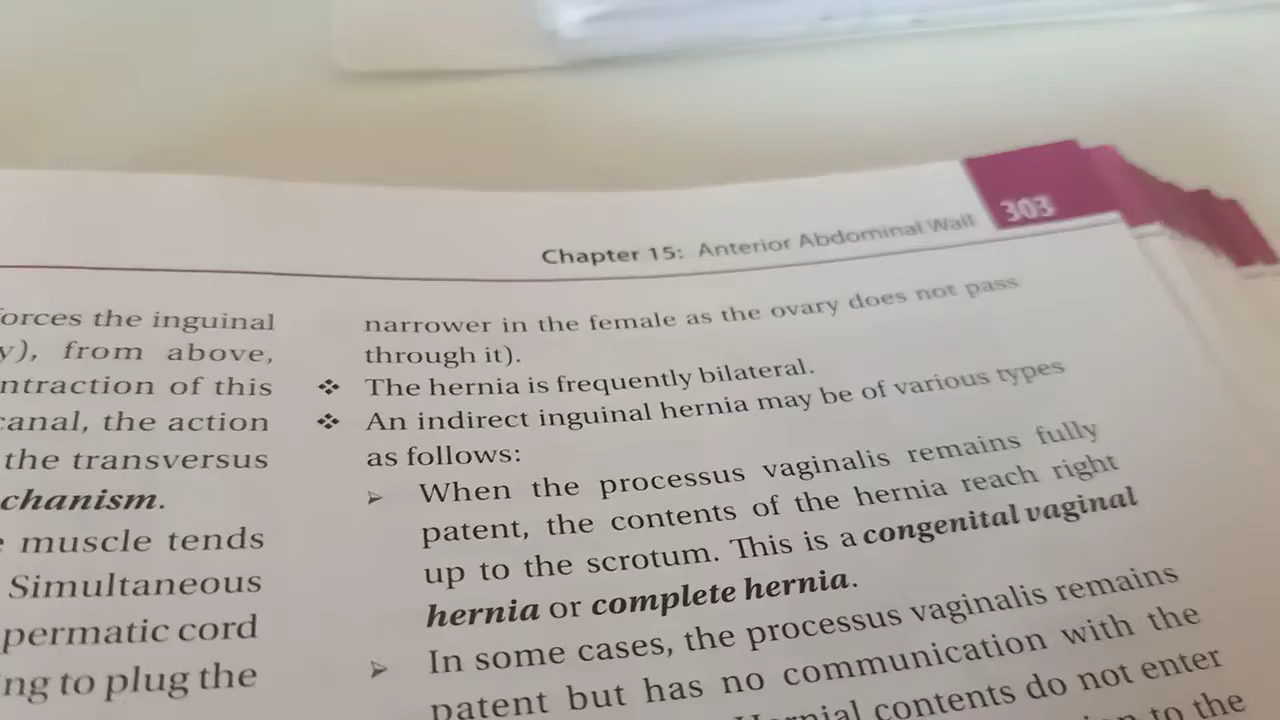 303
Chapter 15: Anterior Abdominal Wall
orces the inguinal
y), from above,
ntraction of this
canal, the action
the transversus
chanism.
muscle tends
Simultaneous
permatic cord
ng to plug the
narrower in the female as the ovary does not pass
through it).
❖ The hernia is frequently bilateral.
❖ An indirect inguinal hernia may be of various types
as follows:
➢ When the processus vaginalis remains fully
patent, the contents of the hernia reach right
up to the scrotum. This is a congenital vaginal
hernia or complete hernia.
➢ In some cases, the processus vaginalis remains
patent but has no communication with the
Hernial contents do not enter
to the